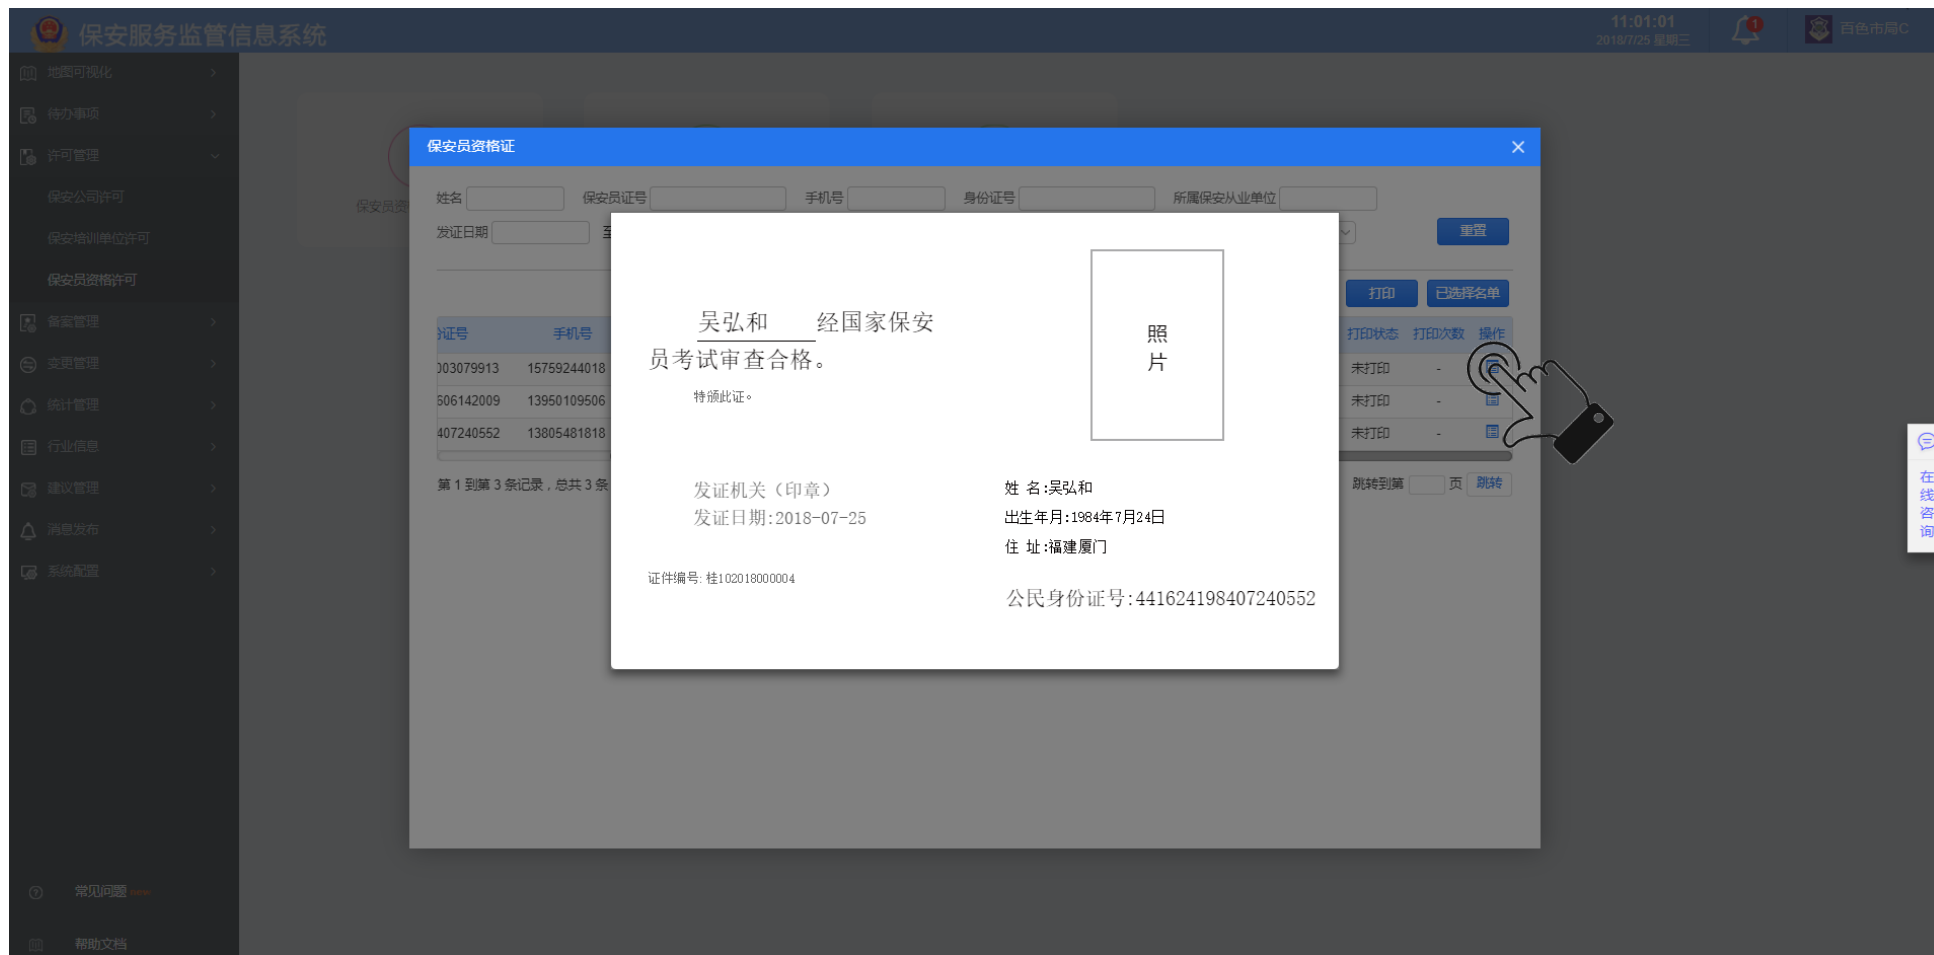 保安服务监管信息系统
11:01:01
2018/7/25 星期三
1
百色市局C
地图可视化
待办事项
许可管理
保安公司许可
保安培训单位许可
保安员资格许可
备案管理
变更管理
统计管理
行业信息
建议管理
消息发布
系统配置
常见问题
帮助文档
保安员资
保安员资格证
姓名 保安员证号 手机号 身份证号 所属保安从业单位
发证日期 至
重置
打印 已选择名单
份证号 手机号 打印状态 打印次数 操作
003079913 15759244018 未打印 -
606142009 13950109506 未打印 -
407240552 13805481818 未打印 -
第 1 到第 3 条记录，总共 3 条
跳转到第 页 跳转
吴弘和 经国家保安
员考试审查合格。
特颁此证。
照
片
发证机关（印章）
发证日期:2018-07-25
证件编号: 桂102018000004
姓 名:吴弘和
出生年月:1984年7月24日
住 址:福建厦门
公民身份证号:441624198407240552
在
线
咨
询